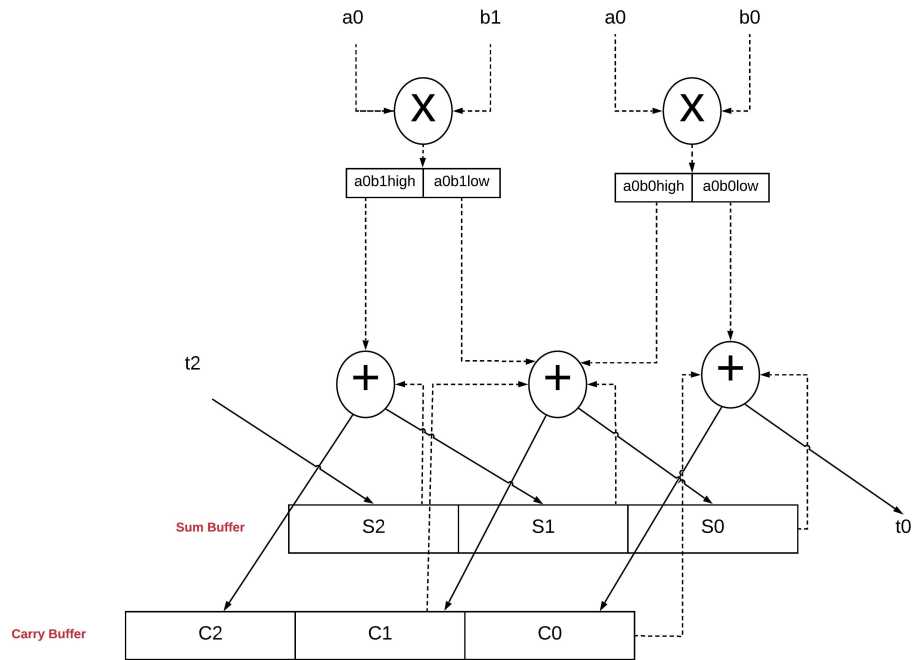 a0 b1 a0 b0
X X
a0b1high a0b1low a0b0high a0b0low
t2
+ + +
Sum Buffer S2 S1 S0 t0
Carry Buffer C2 C1 C0